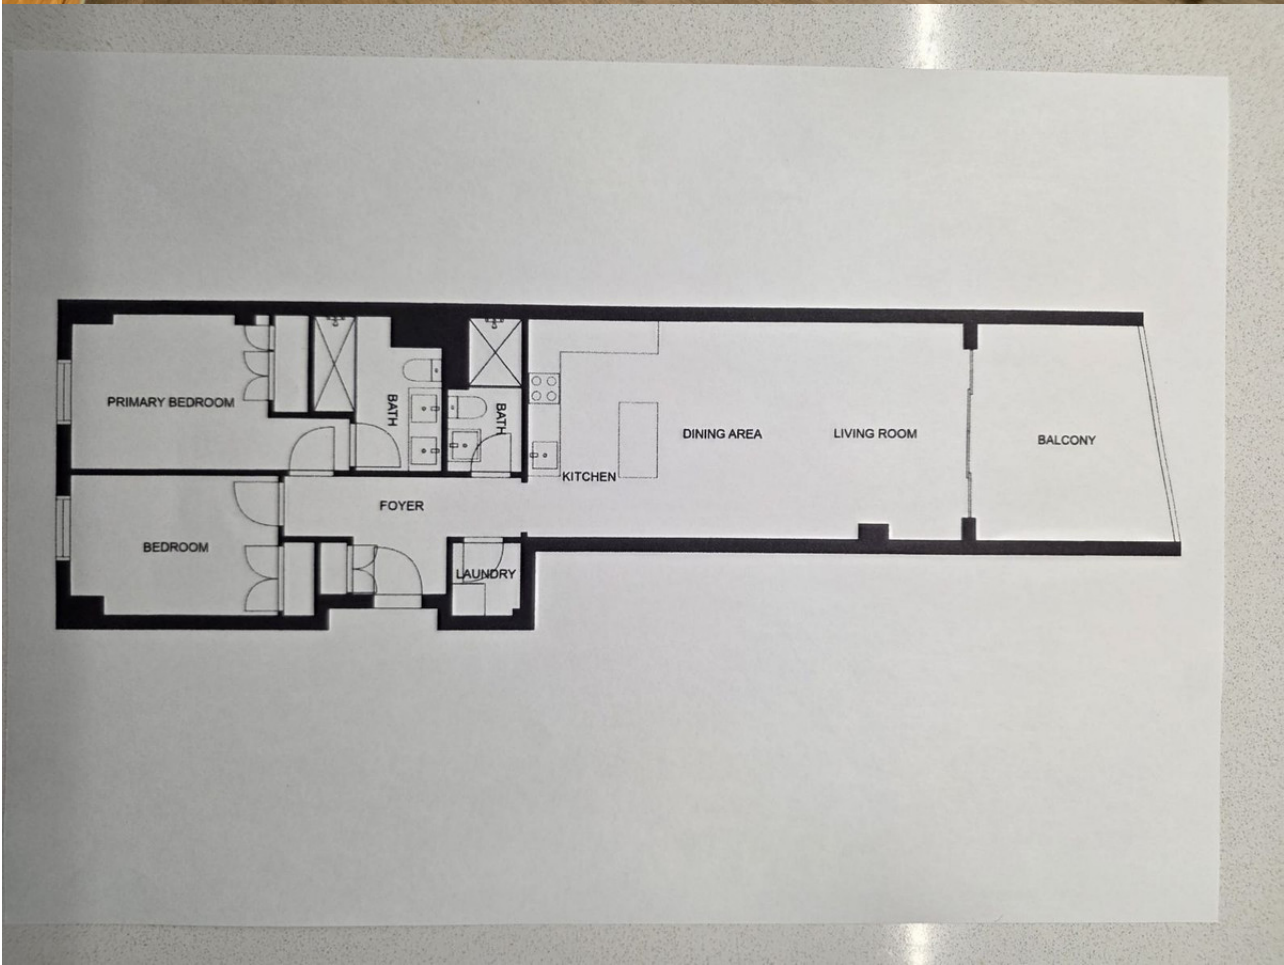 PRIMARY BEDROOM
BATH
BATH
DINING AREA
LIVING ROOM
BALCONY
KITCHEN
FOYER
BEDROOM
LAUNDRY